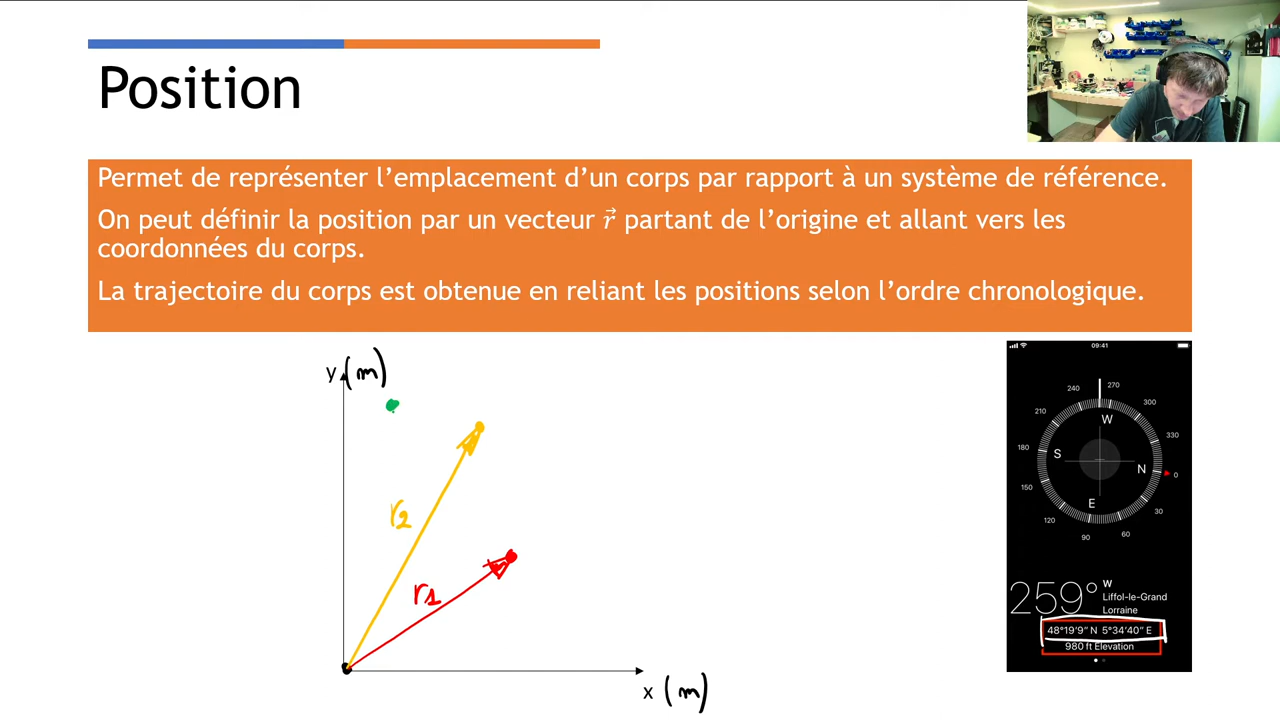 Position
Permet de représenter l’emplacement d’un corps par rapport à un système de référence.
On peut définir la position par un vecteur r⃗ partant de l’origine et allant vers les
coordonnées du corps.
La trajectoire du corps est obtenue en reliant les positions selon l’ordre chronologique.
y (m)
r2
r1
x (m)
09:41
240
270
210
300
W
180
S
330
N
0
150
E
30
120
60
90
259°
W
Liffol-le-Grand
Lorraine
48°19’9” N 5°34’40” E
980 ft Elevation